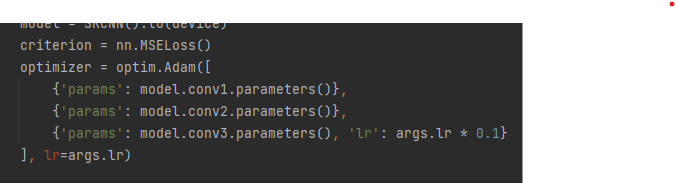 model = SRCNN().to(device)
criterion = nn.MSELoss()
optimizer = optim.Adam([
    {'params': model.conv1.parameters()},
    {'params': model.conv2.parameters()},
    {'params': model.conv3.parameters(), 'lr': args.lr * 0.1}
], lr=args.lr)